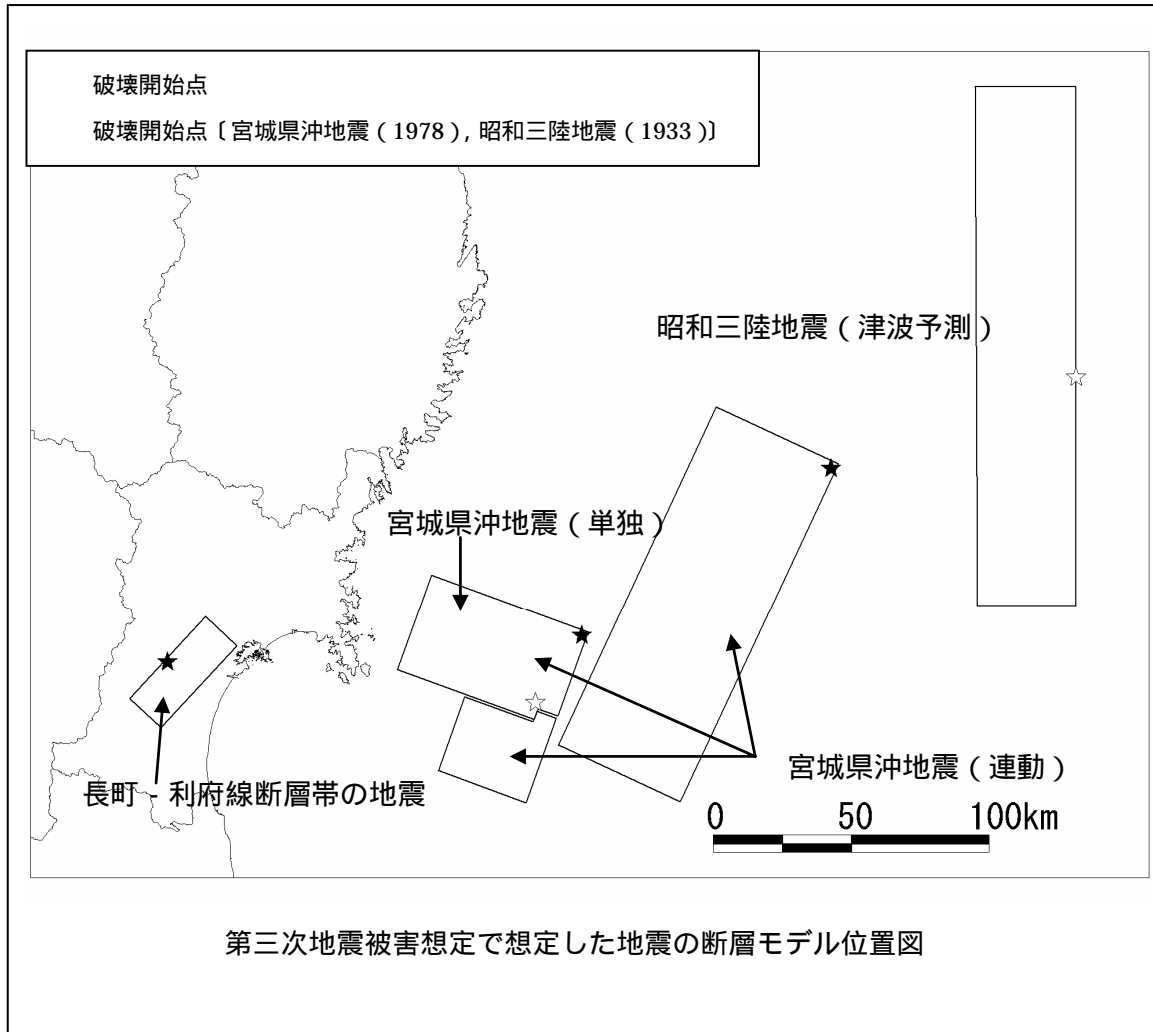 破壊開始点
破壊開始点〔宮城県沖地震(1978),昭和三陸地震(1933)〕
昭和三陸地震(津波予測)
宮城県沖地震(単独)
宮城県沖地震(連動)
長町-利府線断層帯の地震
0 50 100km
第三次地震被害想定で想定した地震の断層モデル位置図